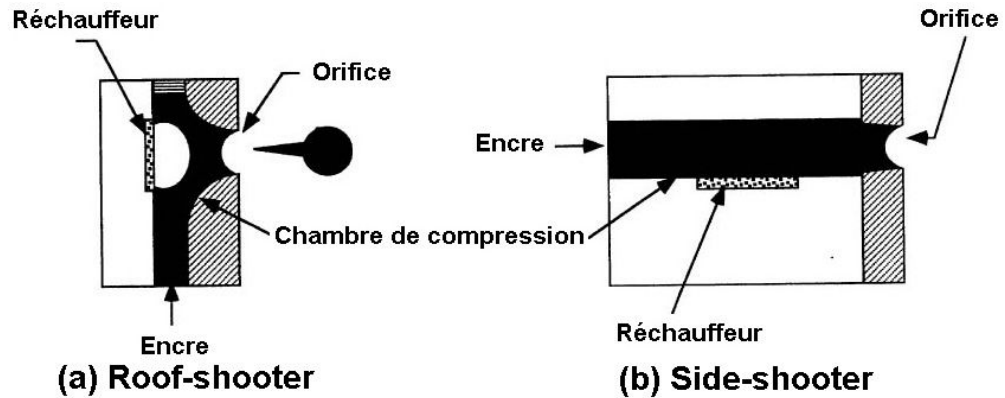 Réchauffeur
Orifice
Encre
(a) Roof-shooter
Chambre de compression
Orifice
Encre
Réchauffeur
(b) Side-shooter